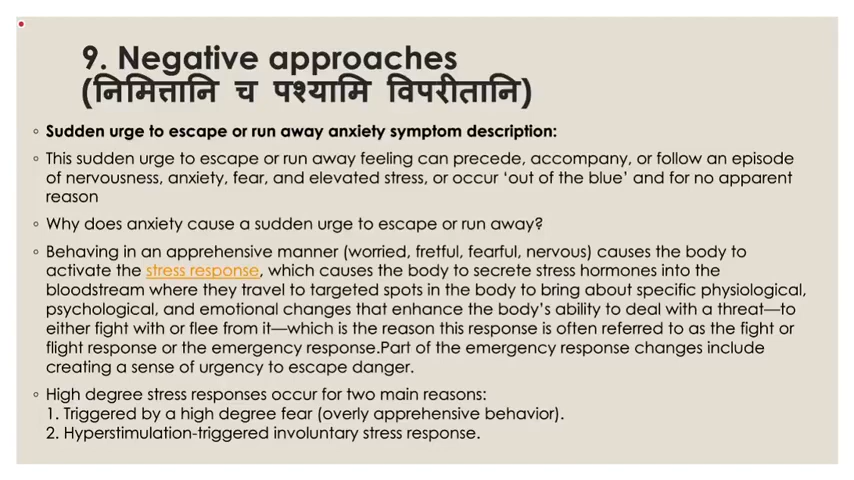 9. Negative approaches
(निमित्तानि च पश्यामि विपरीतानि)
◦ Sudden urge to escape or run away anxiety symptom description:
◦ This sudden urge to escape or run away feeling can precede, accompany, or follow an episode
of nervousness, anxiety, fear, and elevated stress, or occur ‘out of the blue’ and for no apparent
reason
◦ Why does anxiety cause a sudden urge to escape or run away?
◦ Behaving in an apprehensive manner (worried, fretful, fearful, nervous) causes the body to
activate the stress response, which causes the body to secrete stress hormones into the
bloodstream where they travel to targeted spots in the body to bring about specific physiological,
psychological, and emotional changes that enhance the body’s ability to deal with a threat—to
either fight with or flee from it—which is the reason this response is often referred to as the fight or
flight response or the emergency response.Part of the emergency response changes include
creating a sense of urgency to escape danger.
◦ High degree stress responses occur for two main reasons:
1. Triggered by a high degree fear (overly apprehensive behavior).
2. Hyperstimulation-triggered involuntary stress response.